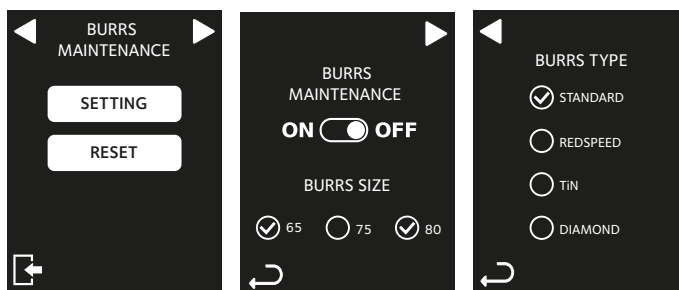 BURRS
MAINTENANCE
SETTING
RESET
BURRS
MAINTENANCE
ON OFF
BURRS SIZE
65 75 80
BURRS TYPE
STANDARD
REDSPEED
TiN
DIAMOND